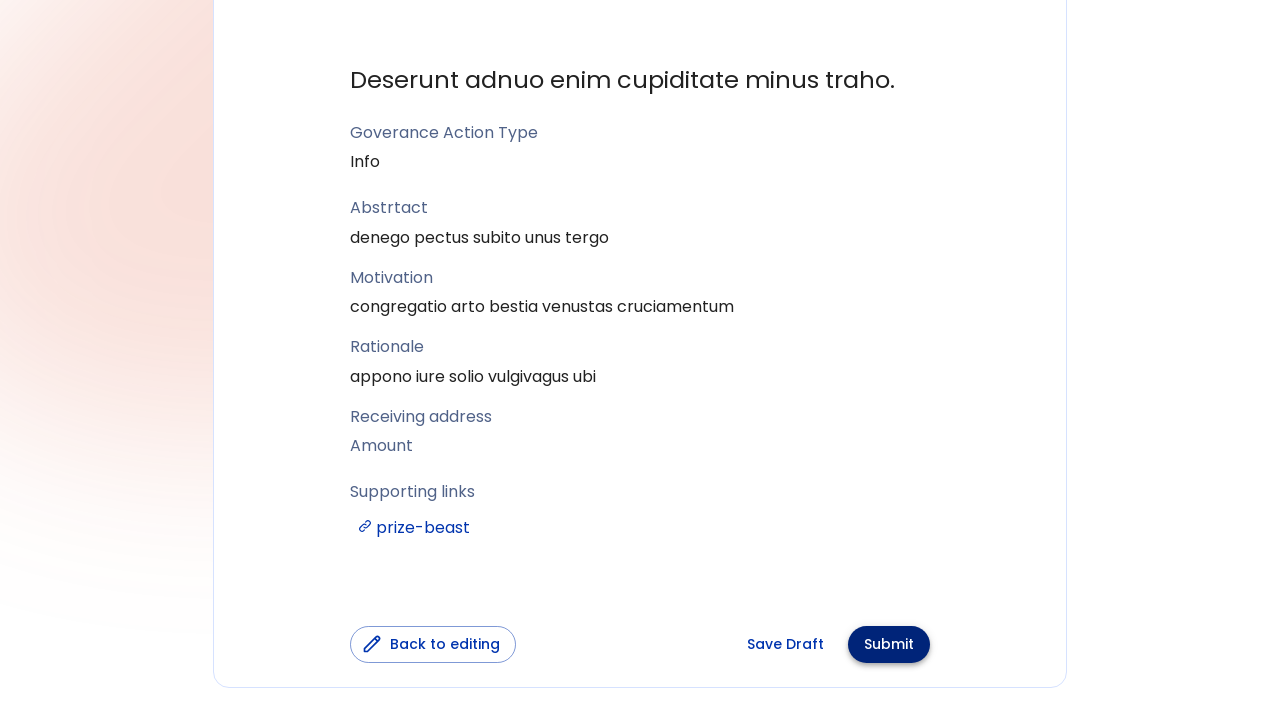 Deserunt adnuo enim cupiditate minus traho.
Goverance Action Type
Info
Abstrtact
denego pectus subito unus tergo
Motivation
congregatio arto bestia venustas cruciamentum
Rationale
appono iure solio vulgivagus ubi
Receiving address
Amount
Supporting links
prize-beast
Back to editing
Save Draft
Submit